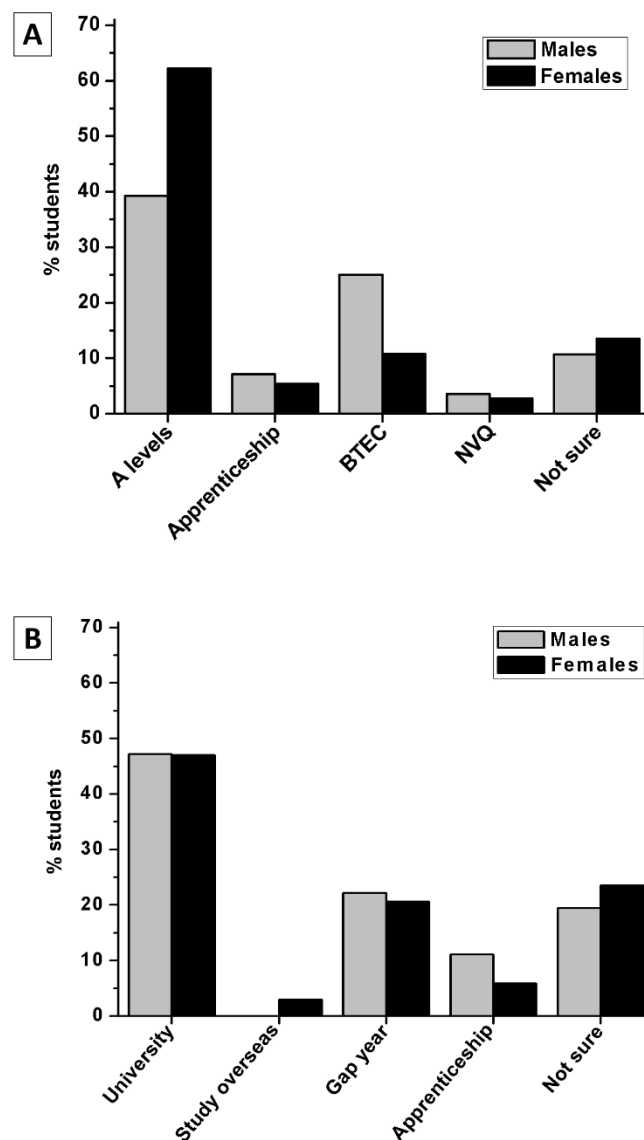 A
70
60
50
40
30
20
10
0
% students
Males
Females
A levels
Apprenticeship
BTEC
NVQ
Not sure
B
70
60
50
40
30
20
10
0
% students
Males
Females
University
Study overseas
Gap year
Apprenticeship
Not sure